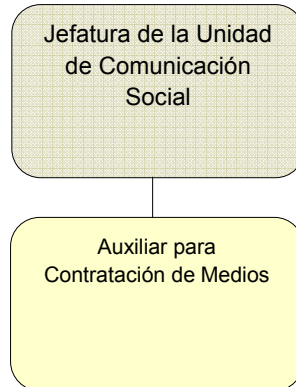 Jefatura de la Unidad
de Comunicación
Social
Auxiliar para
Contratación de Medios